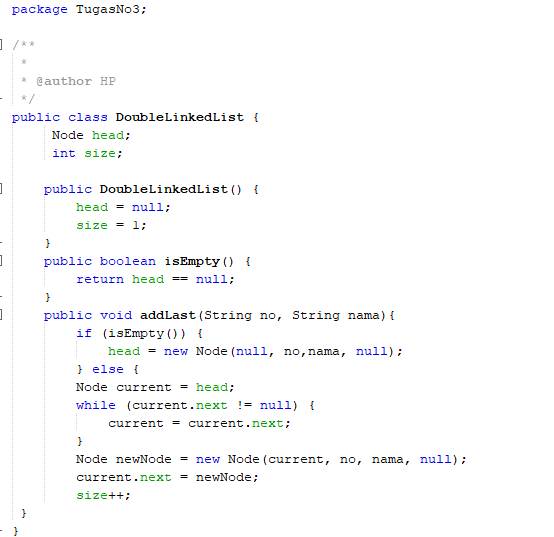 package TugasNo3;
/**
 *
 * @author HP
 */
public class DoubleLinkedList {
     Node head;
     int size;
    public DoubleLinkedList() {
        head = null;
        size = 1;
    }
    public boolean isEmpty() {
        return head == null;
    }
    public void addLast(String no, String nama){
        if (isEmpty()) {
            head = new Node(null, no,nama, null);
        } else {
        Node current = head;
        while (current.next != null) {
            current = current.next;
        }
        Node newNode = new Node(current, no, nama, null);
        current.next = newNode;
        size++;
 }
}